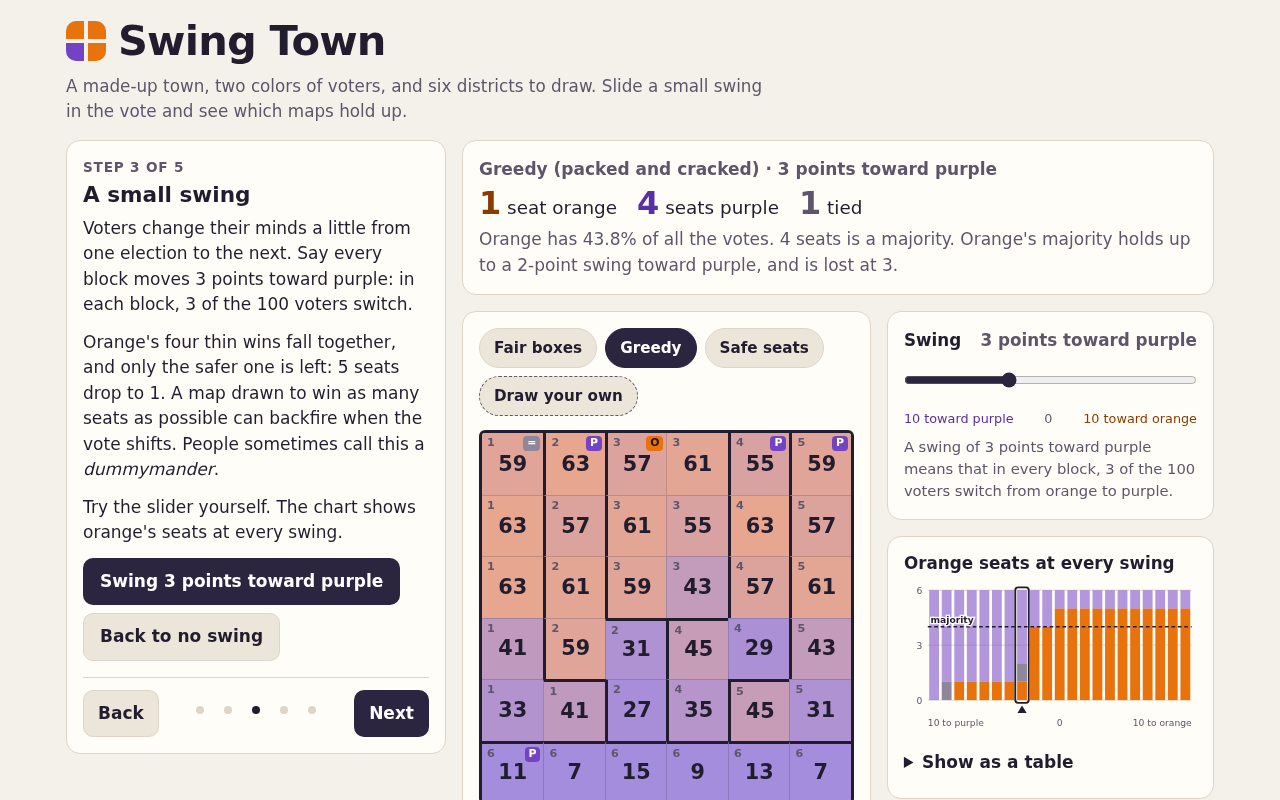 Swing Town
A made-up town, two colors of voters, and six districts to draw. Slide a small swing
in the vote and see which maps hold up.
STEP 3 OF 5
A small swing
Voters change their minds a little from
one election to the next. Say every
block moves 3 points toward purple: in
each block, 3 of the 100 voters switch.
Orange's four thin wins fall together,
and only the safer one is left: 5 seats
drop to 1. A map drawn to win as many
seats as possible can backfire when the
vote shifts. People sometimes call this a
dummymander.
Try the slider yourself. The chart shows
orange's seats at every swing.
Swing 3 points toward purple
Back to no swing
Back
Next
Greedy (packed and cracked) · 3 points toward purple
1 seat orange 4 seats purple 1 tied
Orange has 43.8% of all the votes. 4 seats is a majority. Orange's majority holds up
to a 2-point swing toward purple, and is lost at 3.
Fair boxes Greedy Safe seats
Draw your own
1 = 2 P 3 O 3 4 P 5 P
59 63 57 61 55 59
1 2 3 3 4 5
63 57 61 55 63 57
1 2 3 3 4 5
63 61 59 43 57 61
1 2 2 4 4 5
41 59 31 45 29 43
1 1 2 4 5 5
33 41 27 35 45 31
6 P 6 6 6 6 6
11 7 15 9 13 7
Swing 3 points toward purple
10 toward purple 0 10 toward orange
A swing of 3 points toward purple
means that in every block, 3 of the 100
voters switch from orange to purple.
Orange seats at every swing
6
majority
3
0
10 to purple 0 10 to orange
Show as a table